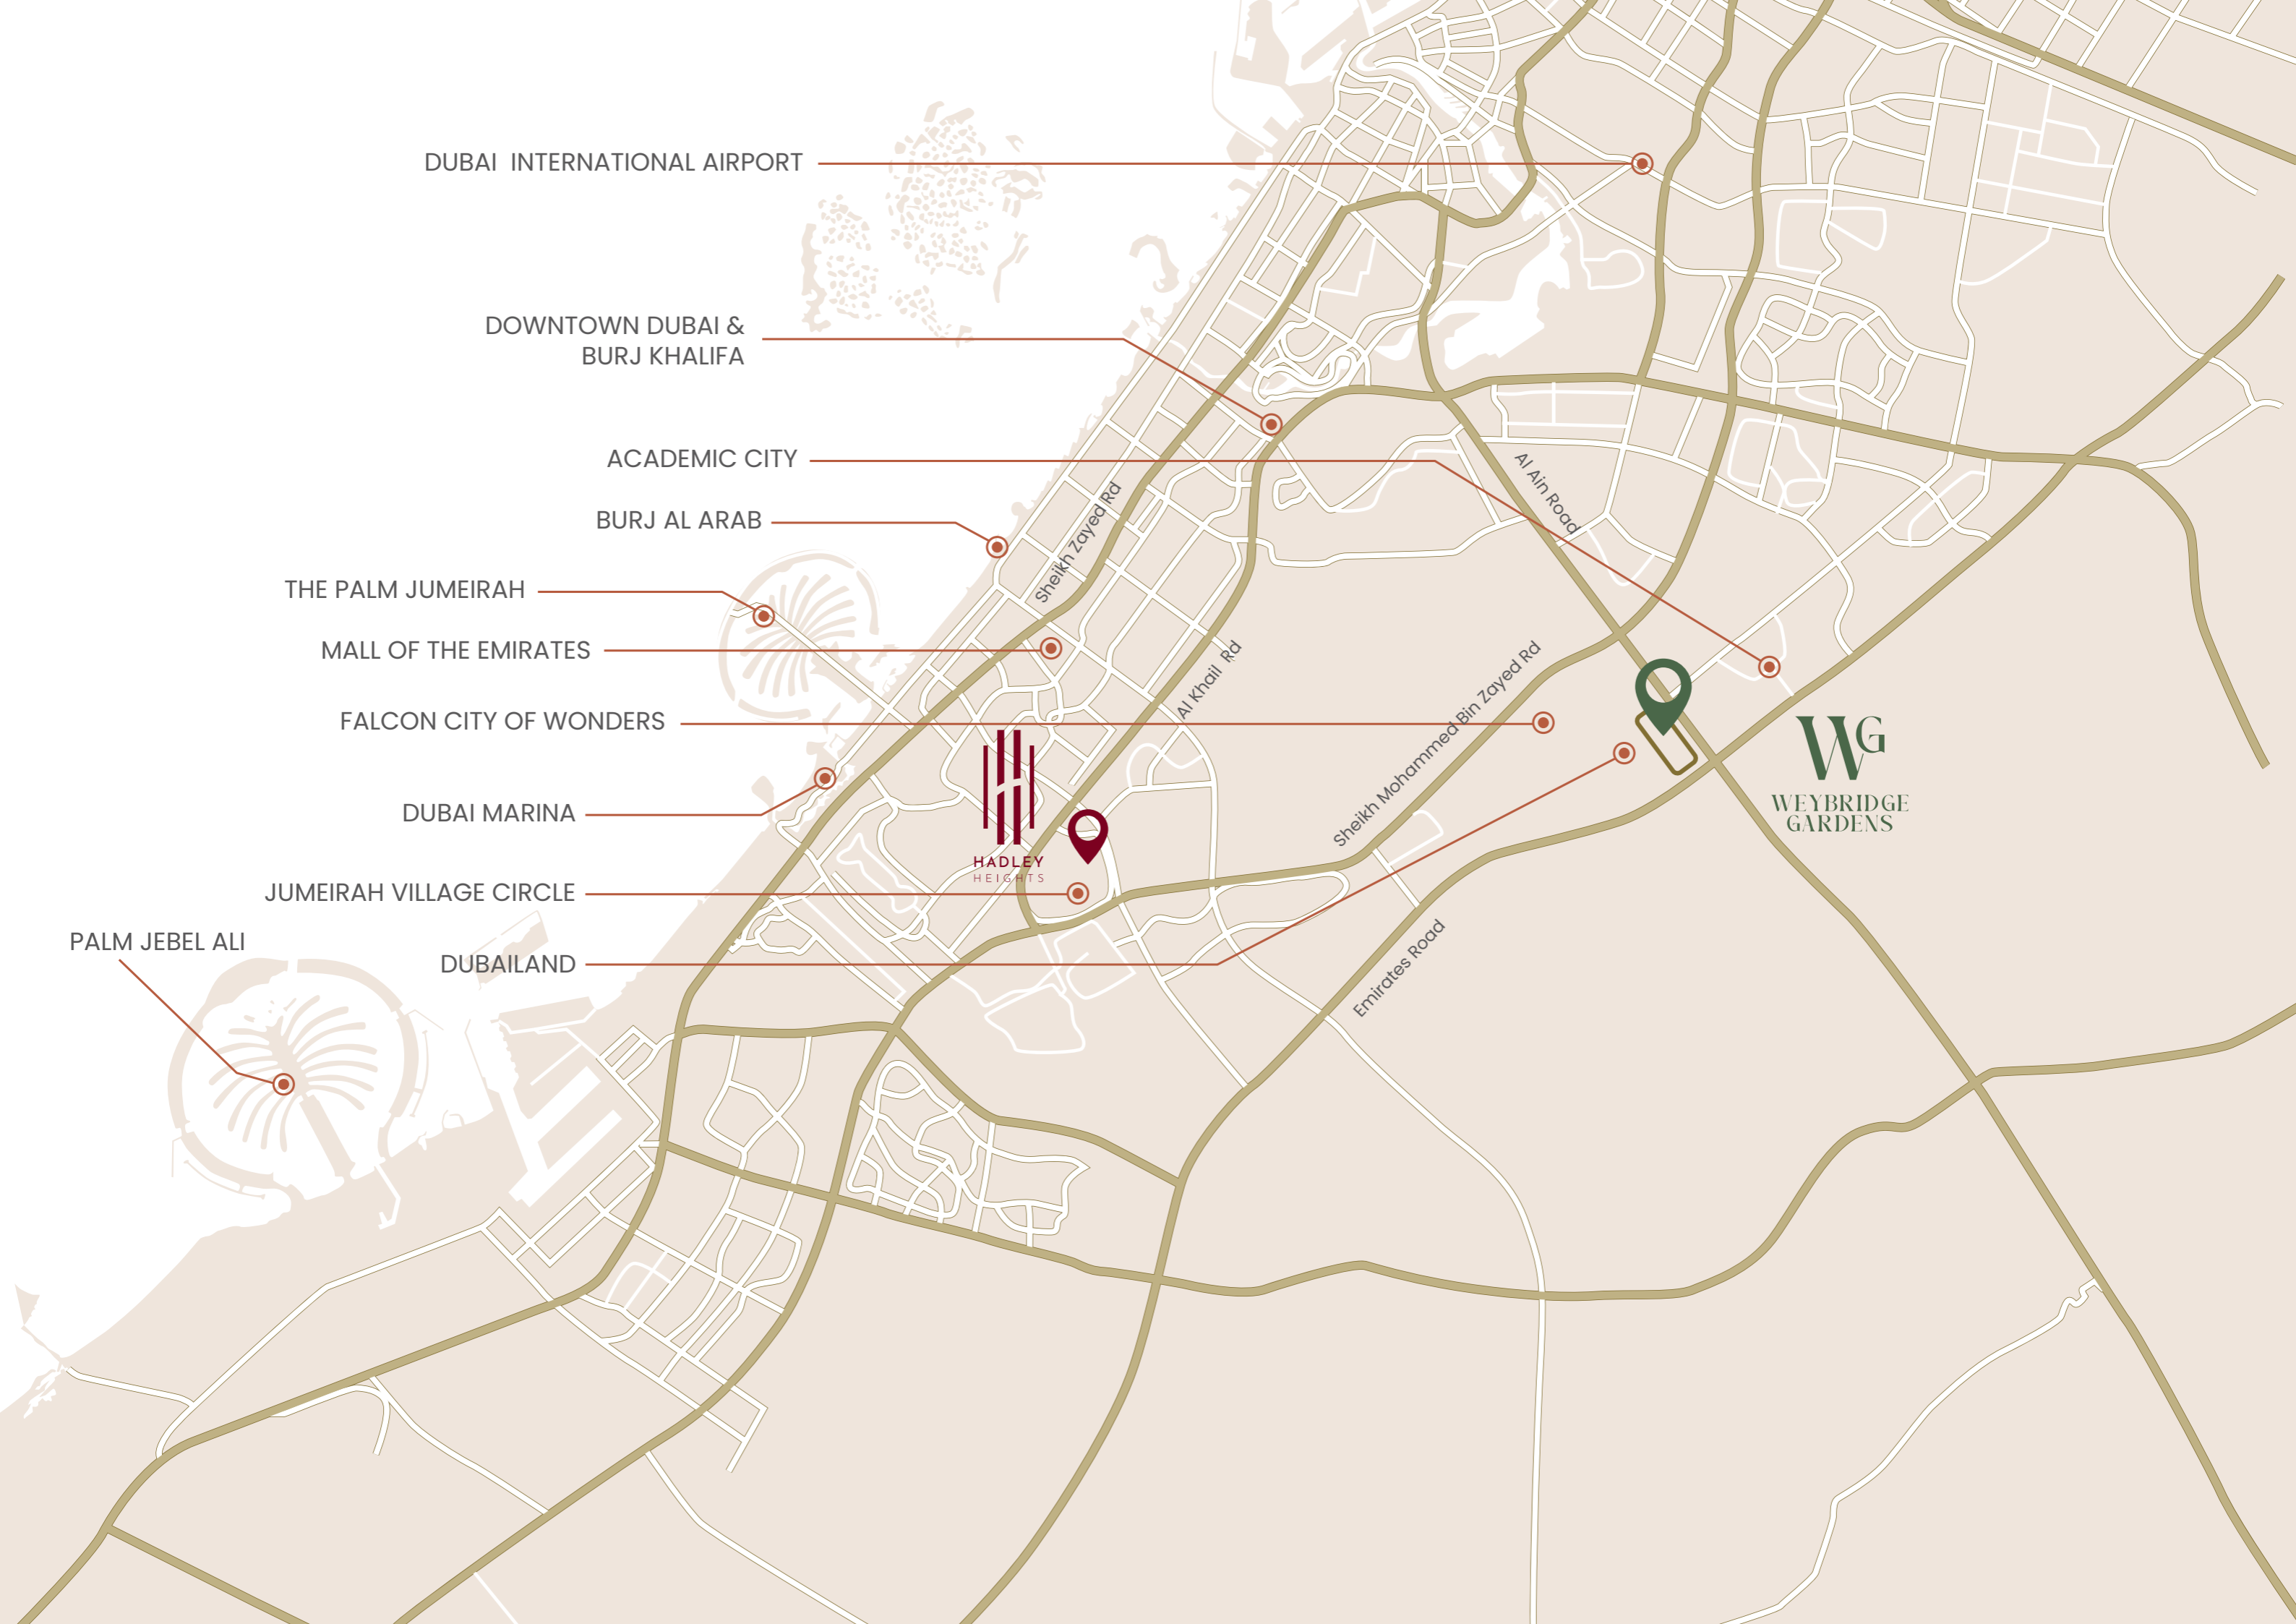 DUBAI INTERNATIONAL AIRPORT
DOWNTOWN DUBAI &
BURJ KHALIFA
ACADEMIC CITY
Al Ain Road
BURJ AL ARAB
Sheikh Zayed Rd
THE PALM JUMEIRAH
MALL OF THE EMIRATES
Al Khail Rd
Sheikh Mohammed Bin Zayed Rd
FALCON CITY OF WONDERS
WG
WEYBRIDGE
GARDENS
DUBAI MARINA
HADLEY
HEIGHTS
JUMEIRAH VILLAGE CIRCLE
PALM JEBEL ALI
DUBAILAND
Emirates Road